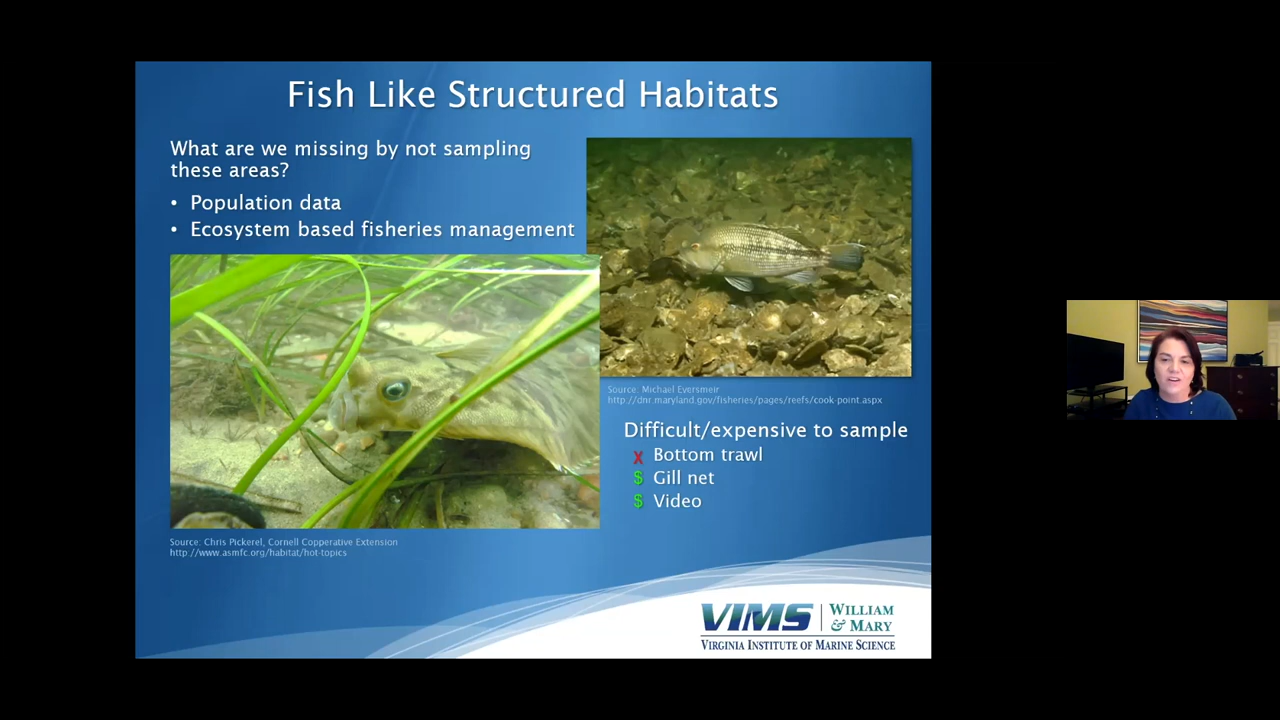 Fish Like Structured Habitats
What are we missing by not sampling
these areas?
• Population data
• Ecosystem based fisheries management
Source: Michael Eversmeir
http://dnr.maryland.gov/fisheries/pages/reefs/cook-point.aspx
Difficult/expensive to sample
X Bottom trawl
$ Gill net
$ Video
Source: Chris Pickerel, Cornell Copperative Extension
http://www.asmfc.org/habitat/hot-topics
VIMS | WILLIAM
& MARY
VIRGINIA INSTITUTE OF MARINE SCIENCE